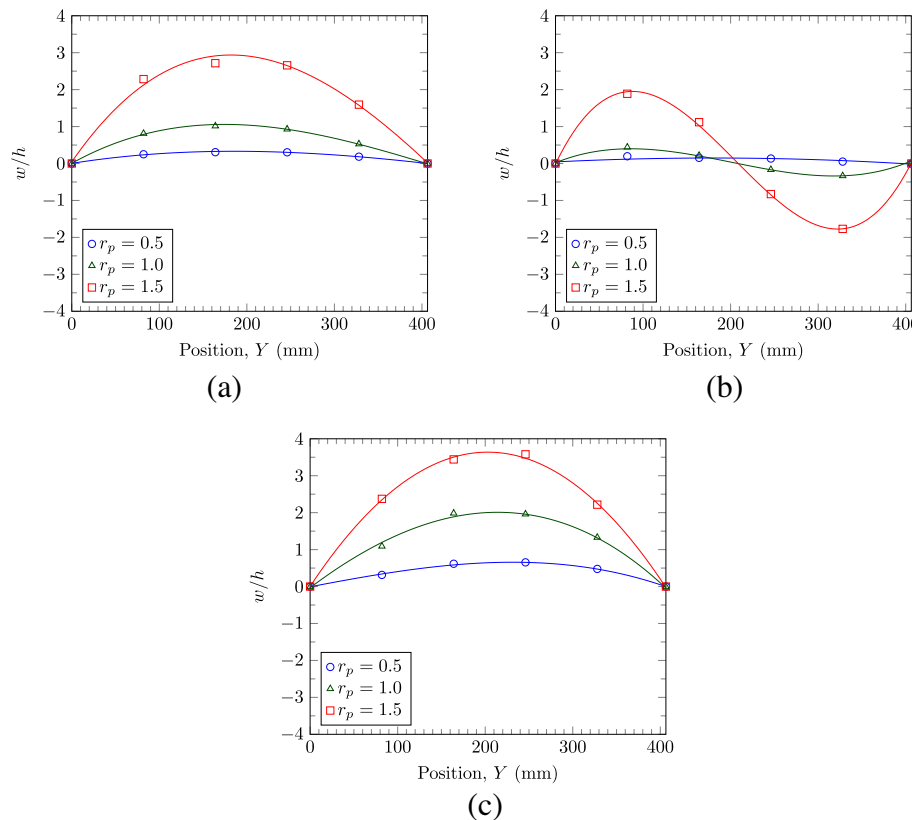 4
3
2
1
0
−1
−2
−3
−4
w/h
r_p = 0.5
r_p = 1.0
r_p = 1.5
0 100 200 300 400
Position, Y (mm)
(a)
4
3
2
1
0
−1
−2
−3
−4
w/h
r_p = 0.5
r_p = 1.0
r_p = 1.5
0 100 200 300 400
Position, Y (mm)
(b)
4
3
2
1
0
−1
−2
−3
−4
w/h
r_p = 0.5
r_p = 1.0
r_p = 1.5
0 100 200 300 400
Position, Y (mm)
(c)